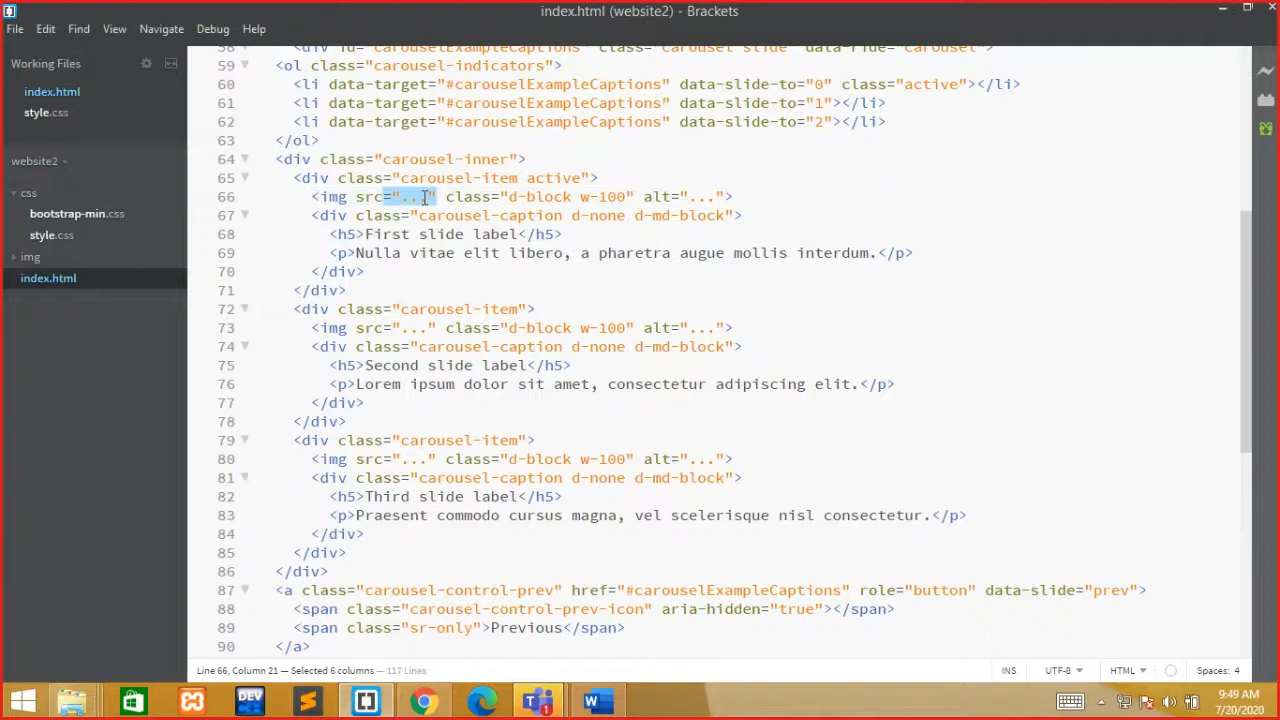 index.html (website2) - Brackets
File Edit Find View Navigate Debug Help
Working Files
index.html
style.css
website2
css
bootstrap-min.css
style.css
img
index.html
58 <div id="carouselExampleCaptions" class="carousel slide" data-ride="carousel">
59 <ol class="carousel-indicators">
60 <li data-target="#carouselExampleCaptions" data-slide-to="0" class="active"></li>
61 <li data-target="#carouselExampleCaptions" data-slide-to="1"></li>
62 <li data-target="#carouselExampleCaptions" data-slide-to="2"></li>
63 </ol>
64 <div class="carousel-inner">
65 <div class="carousel-item active">
66 <img src="..." class="d-block w-100" alt="...">
67 <div class="carousel-caption d-none d-md-block">
68 <h5>First slide label</h5>
69 <p>Nulla vitae elit libero, a pharetra augue mollis interdum.</p>
70 </div>
71 </div>
72 <div class="carousel-item">
73 <img src="..." class="d-block w-100" alt="...">
74 <div class="carousel-caption d-none d-md-block">
75 <h5>Second slide label</h5>
76 <p>Lorem ipsum dolor sit amet, consectetur adipiscing elit.</p>
77 </div>
78 </div>
79 <div class="carousel-item">
80 <img src="..." class="d-block w-100" alt="...">
81 <div class="carousel-caption d-none d-md-block">
82 <h5>Third slide label</h5>
83 <p>Praesent commodo cursus magna, vel scelerisque nisl consectetur.</p>
84 </div>
85 </div>
86 </div>
87 <a class="carousel-control-prev" href="#carouselExampleCaptions" role="button" data-slide="prev">
88 <span class="carousel-control-prev-icon" aria-hidden="true"></span>
89 <span class="sr-only">Previous</span>
90 </a>
Line 66, Column 21 — Selected 6 columns — 117 Lines
INS UTF-8 HTML Spaces: 4
DEV
9:49 AM
7/20/2020